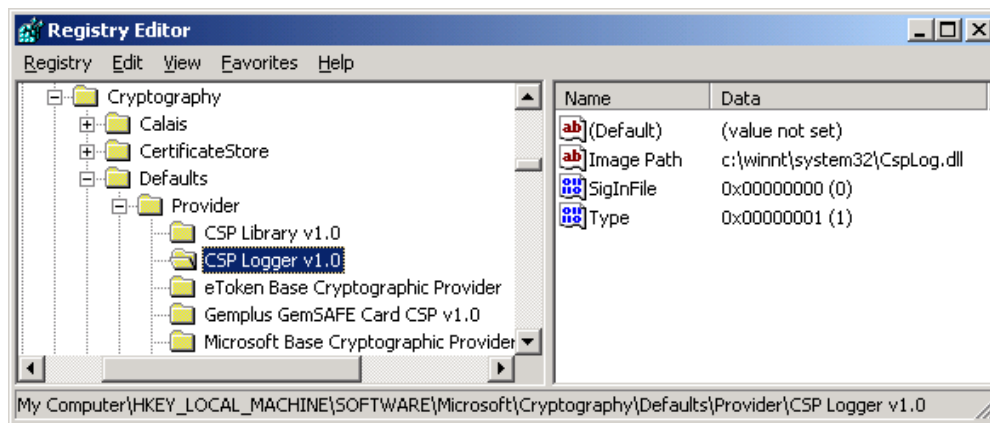 Registry Editor
Registry Edit View Favorites Help
Cryptography
Calais
CertificateStore
Defaults
Provider
CSP Library v1.0
CSP Logger v1.0
eToken Base Cryptographic Provider
Gemplus GemSAFE Card CSP v1.0
Microsoft Base Cryptographic Provider
Name Data
(Default) (value not set)
Image Path c:\winnt\system32\CspLog.dll
SigInFile 0x00000000 (0)
Type 0x00000001 (1)
My Computer\HKEY_LOCAL_MACHINE\SOFTWARE\Microsoft\Cryptography\Defaults\Provider\CSP Logger v1.0